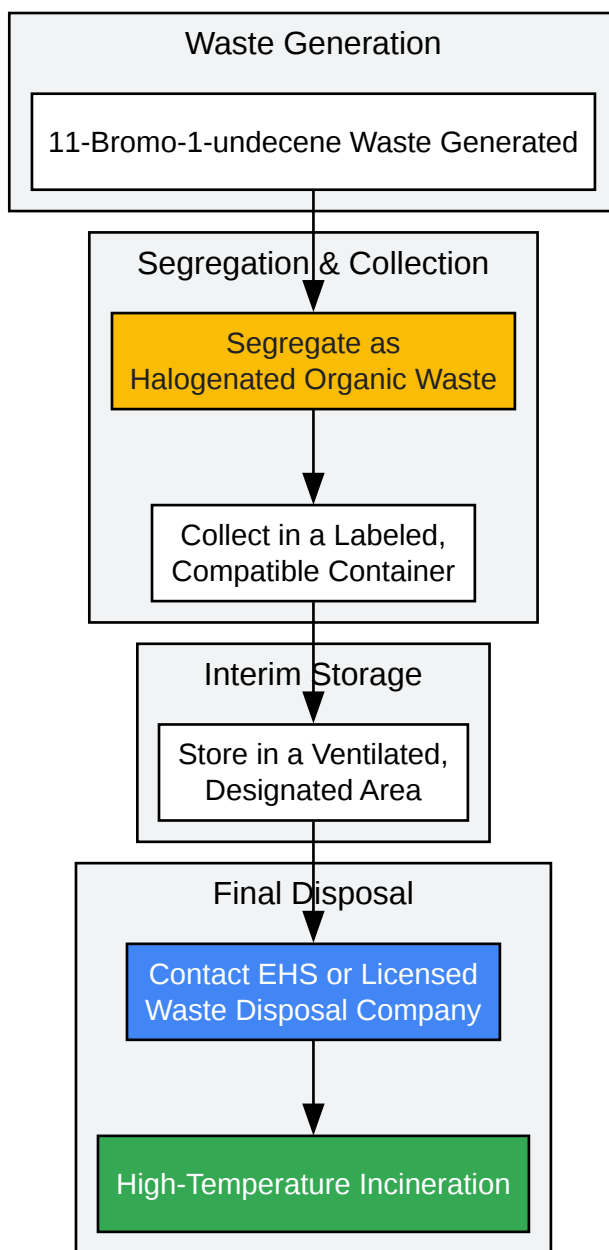 Waste Generation
11-Bromo-1-undecene Waste Generated
Segregation & Collection
Segregate as
Halogenated Organic Waste
Collect in a Labeled,
Compatible Container
Interim Storage
Store in a Ventilated,
Designated Area
Final Disposal
Contact EHS or Licensed
Waste Disposal Company
High-Temperature Incineration